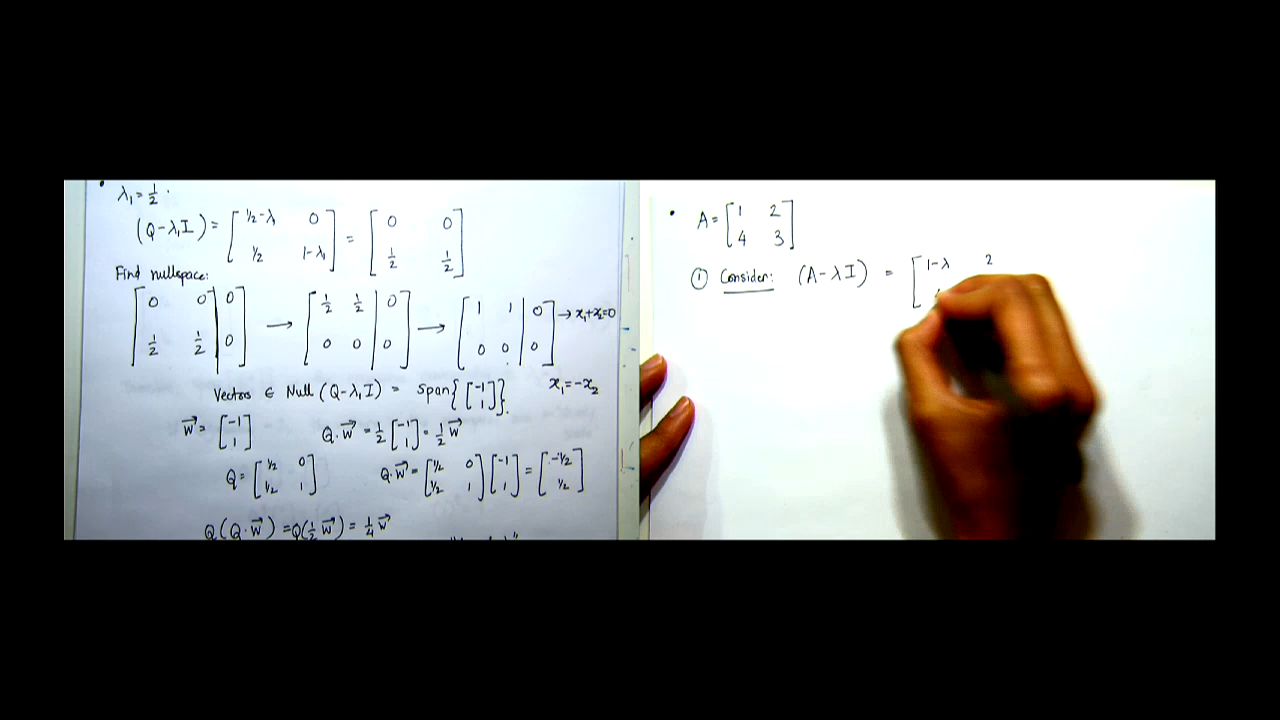 • λ₁ = 1/2 ·
(Q-λ₁I) = [1/2-λ₁ 0; 1/2 1-λ₁] = [0 0; 1/2 1/2]
Find nullspace:
[0 0 | 0; 1/2 1/2 | 0] → [1/2 1/2 | 0; 0 0 | 0] → [1 1 | 0; 0 0 | 0] → x₁+x₂=0
Vectors ∈ Null (Q-λ₁I) = Span{[-1; 1]}. x₁=-x₂
w⃗ = [-1; 1] Q·w⃗ = 1/2 [-1; 1] = 1/2 w⃗
Q = [1/2 0; 1/2 1] Q·w⃗ = [1/2 0; 1/2 1] [-1; 1] = [-1/2; 1/2]
Q(Q·w⃗) = Q(1/2 w⃗) = 1/4 w⃗
• A = [1 2; 4 3]
① Consider: (A-λI) = [1-λ 2